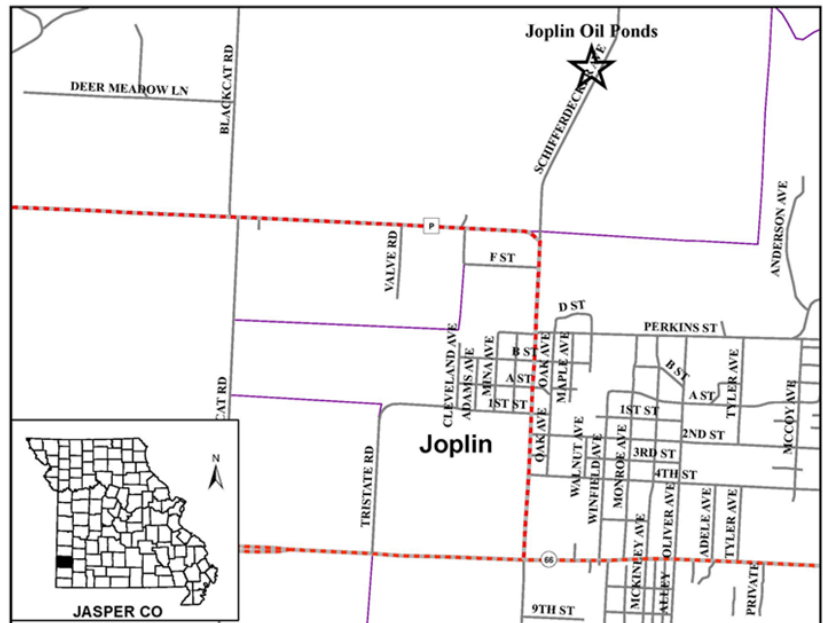 Joplin Oil Ponds
SCHIFFERDECKER AVE
BLACKCAT RD
DEER MEADOW LN
ANDERSON AVE
P
VALVE RD
F ST
D ST
PERKINS ST
CLEVELAND AVE
ADAMS AVE
MINA AVE
B ST
OAK AVE
MAPLE AVE
B ST
A ST
A ST
TYLER AVE
1ST ST
1ST ST
CAT RD
MCCOY AVE
Joplin
OAK AVE
WALNUT AVE
WINFIELD AVE
MONROE AVE
2ND ST
3RD ST
4TH ST
TRISTATE RD
N
MCKINLEY AVE
OLIVER AVE
ADELE AVE
TYLER AVE
66
ALLEY
PRIVATE
9TH ST
JASPER CO